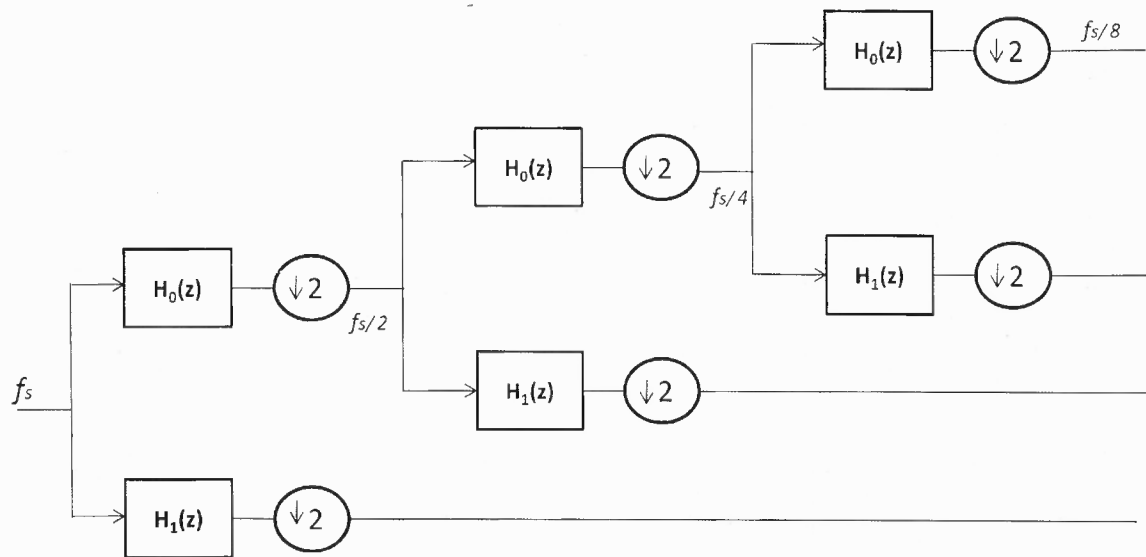 H₀(z)
↓2
fs/8
H₀(z)
↓2
fs/4
H₀(z)
↓2
fs/2
H₁(z)
↓2
H₁(z)
↓2
fs
H₁(z)
↓2